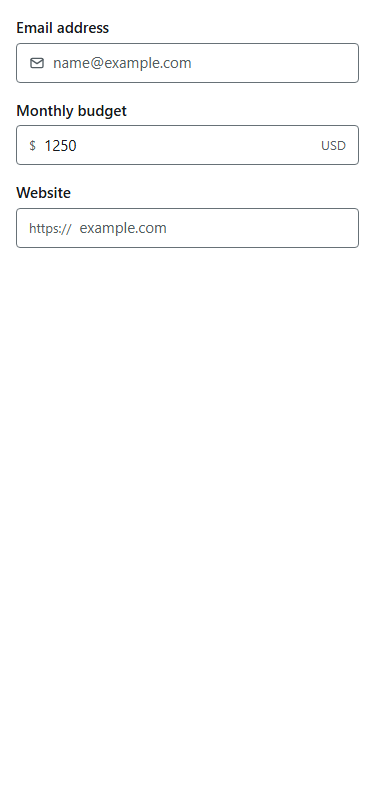 Email address
name@example.com
Monthly budget
$ 1250 USD
Website
https:// example.com